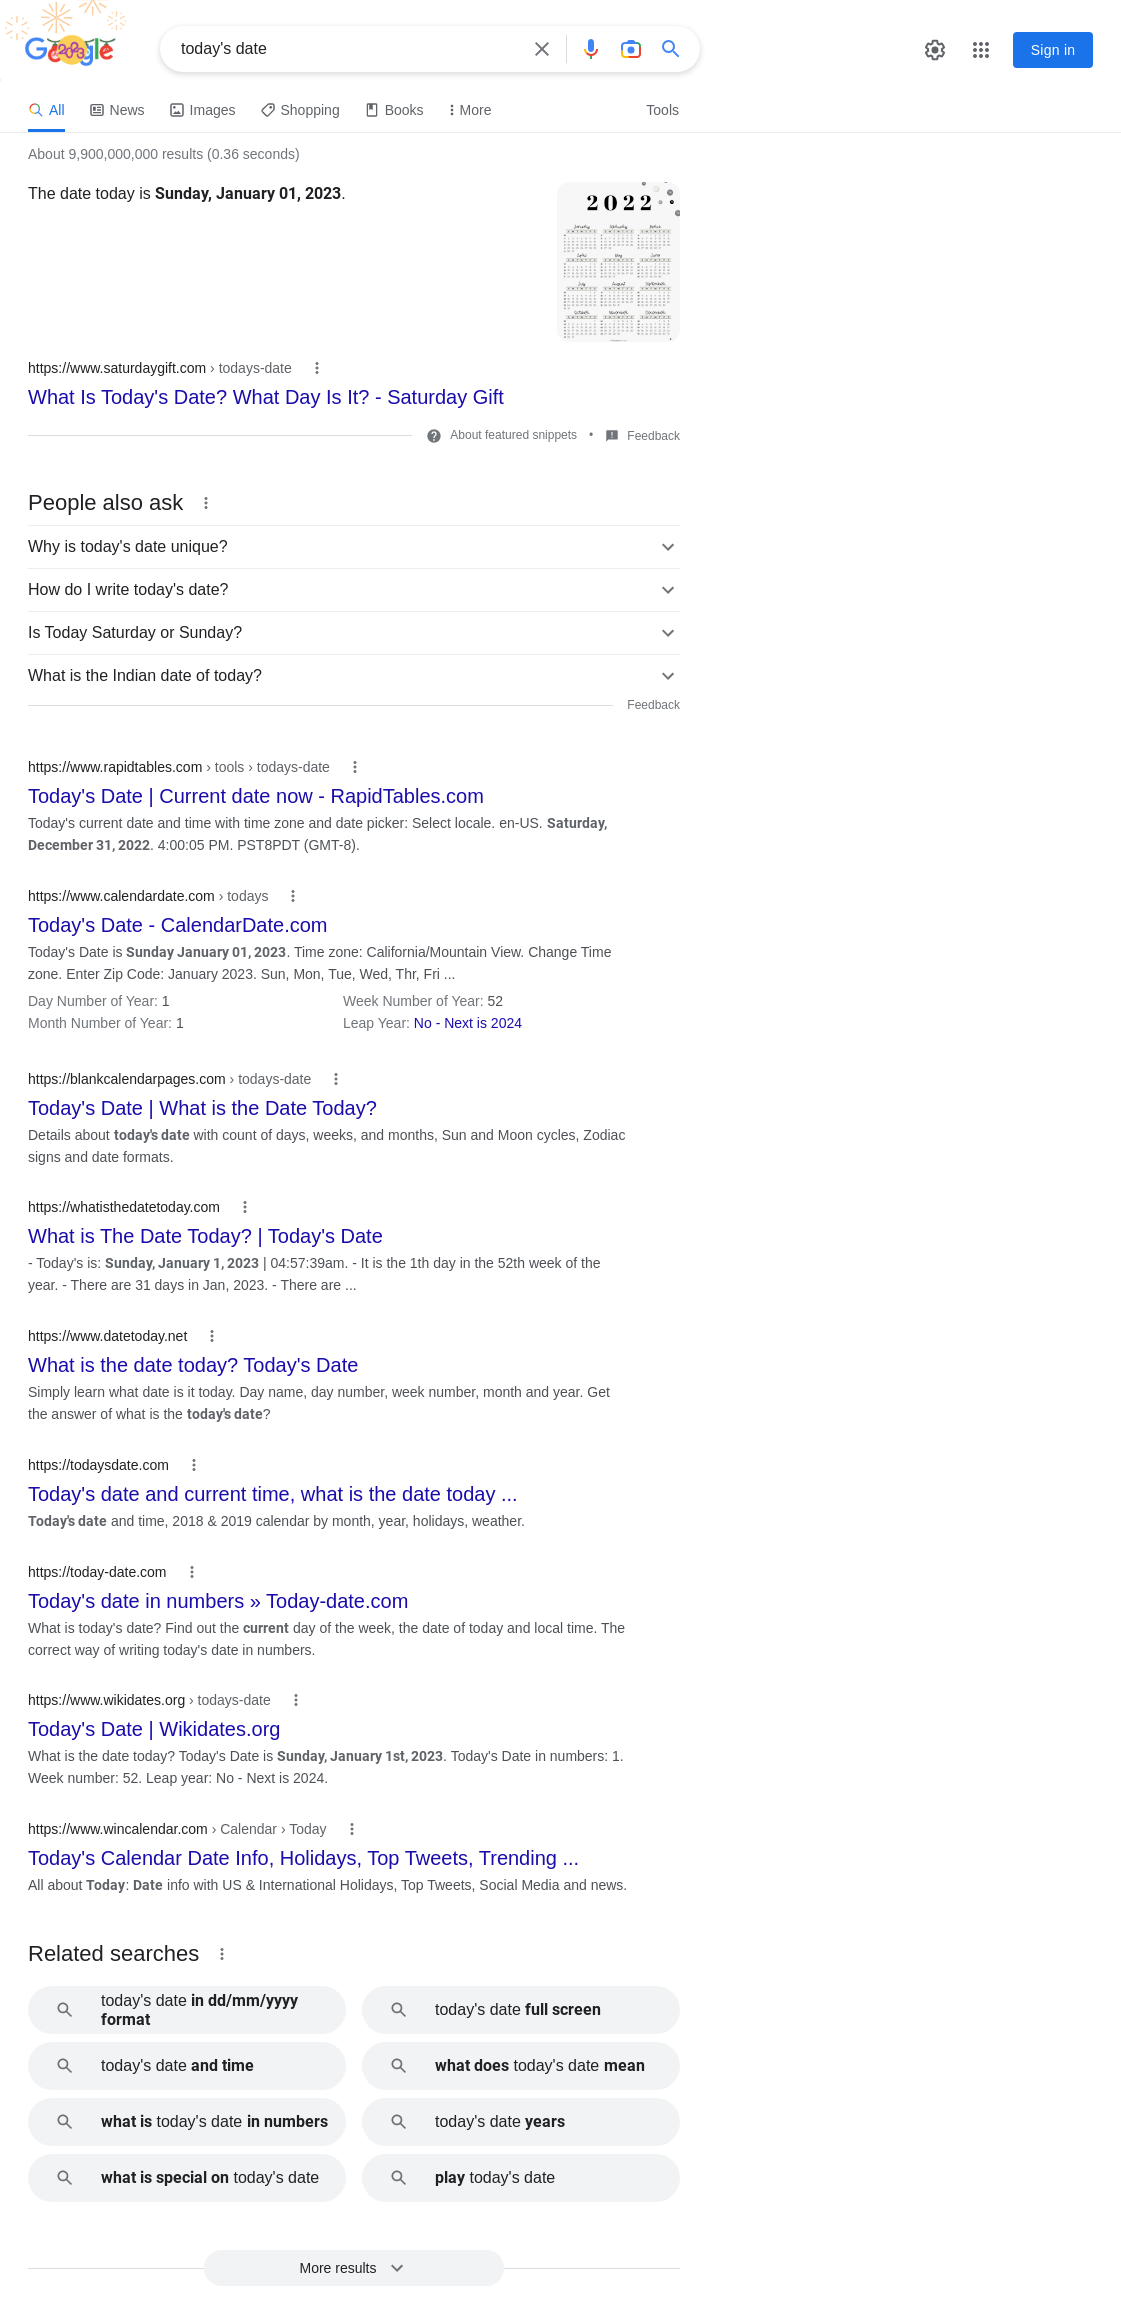 Google
today's date
Sign in
All
News
Images
Shopping
Books
More
Tools
About 9,900,000,000 results (0.36 seconds)
The date today is Sunday, January 01, 2023.
2022
https://www.saturdaygift.com › todays-date
What Is Today's Date? What Day Is It? - Saturday Gift
About featured snippets • Feedback
People also ask
Why is today's date unique?
How do I write today's date?
Is Today Saturday or Sunday?
What is the Indian date of today?
Feedback
https://www.rapidtables.com › tools › todays-date
Today's Date | Current date now - RapidTables.com
Today's current date and time with time zone and date picker: Select locale. en-US. Saturday,
December 31, 2022. 4:00:05 PM. PST8PDT (GMT-8).
https://www.calendardate.com › todays
Today's Date - CalendarDate.com
Today's Date is Sunday January 01, 2023. Time zone: California/Mountain View. Change Time
zone. Enter Zip Code: January 2023. Sun, Mon, Tue, Wed, Thr, Fri ...
Day Number of Year: 1
Week Number of Year: 52
Month Number of Year: 1
Leap Year: No - Next is 2024
https://blankcalendarpages.com › todays-date
Today's Date | What is the Date Today?
Details about today's date with count of days, weeks, and months, Sun and Moon cycles, Zodiac
signs and date formats.
https://whatisthedatetoday.com
What is The Date Today? | Today's Date
- Today's is: Sunday, January 1, 2023 | 04:57:39am. - It is the 1th day in the 52th week of the
year. - There are 31 days in Jan, 2023. - There are ...
https://www.datetoday.net
What is the date today? Today's Date
Simply learn what date is it today. Day name, day number, week number, month and year. Get
the answer of what is the today's date?
https://todaysdate.com
Today's date and current time, what is the date today ...
Today's date and time, 2018 & 2019 calendar by month, year, holidays, weather.
https://today-date.com
Today's date in numbers » Today-date.com
What is today's date? Find out the current day of the week, the date of today and local time. The
correct way of writing today's date in numbers.
https://www.wikidates.org › todays-date
Today's Date | Wikidates.org
What is the date today? Today's Date is Sunday, January 1st, 2023. Today's Date in numbers: 1.
Week number: 52. Leap year: No - Next is 2024.
https://www.wincalendar.com › Calendar › Today
Today's Calendar Date Info, Holidays, Top Tweets, Trending ...
All about Today: Date info with US & International Holidays, Top Tweets, Social Media and news.
Related searches
today's date in dd/mm/yyyy
format
today's date full screen
today's date and time
what does today's date mean
what is today's date in numbers
today's date years
what is special on today's date
play today's date
More results